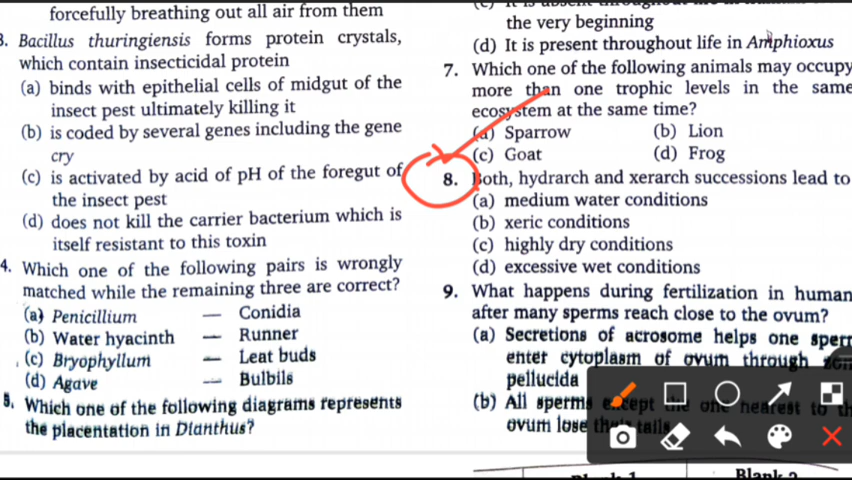 forcefully breathing out all air from them
3. Bacillus thuringiensis forms protein crystals,
which contain insecticidal protein
(a) binds with epithelial cells of midgut of the
insect pest ultimately killing it
(b) is coded by several genes including the gene
cry
(c) is activated by acid of pH of the foregut of
the insect pest
(d) does not kill the carrier bacterium which is
itself resistant to this toxin
4. Which one of the following pairs is wrongly
matched while the remaining three are correct?
(a) Penicillium — Conidia
(b) Water hyacinth — Runner
(c) Bryophyllum — Leat buds
(d) Agave — Bulbils
5. Which one of the following diagrams represents
the placentation in Dianthus?
the very beginning
(d) It is present throughout life in Amphioxus
7. Which one of the following animals may occupy
more than one trophic levels in the same
ecosystem at the same time?
(a) Sparrow (b) Lion
(c) Goat (d) Frog
8. Both, hydrarch and xerarch successions lead to
(a) medium water conditions
(b) xeric conditions
(c) highly dry conditions
(d) excessive wet conditions
9. What happens during fertilization in human
after many sperms reach close to the ovum?
(a) Secretions of acrosome helps one sperm
enter cytoplasm of ovum through
pellucida
(b) All sperms except the one nearest to
ovum lose their tails
Blank 2